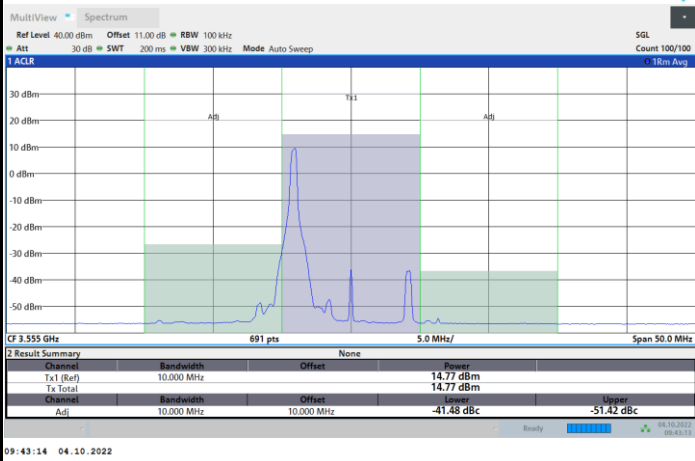 MultiView Spectrum
Ref Level 40.00 dBm Offset 11.00 dB RBW 100 kHz SGL
Att 30 dB SWT 200 ms VBW 300 kHz Mode Auto Sweep Count 100/100
1 ACLR 1Rm Avg
30 dBm
Tx1
20 dBm
Adj Adj
10 dBm
0 dBm
-10 dBm
-20 dBm
-30 dBm
-40 dBm
-50 dBm
CF 3.555 GHz 691 pts 5.0 MHz/ Span 50.0 MHz
2 Result Summary None
Channel Bandwidth Offset Power
Tx1 (Ref) 10.000 MHz 14.77 dBm
Tx Total 14.77 dBm
Channel Bandwidth Offset Lower Upper
Adj 10.000 MHz 10.000 MHz -41.48 dBc -51.42 dBc
Ready 04.10.2022
09:43:13
09:43:14 04.10.2022